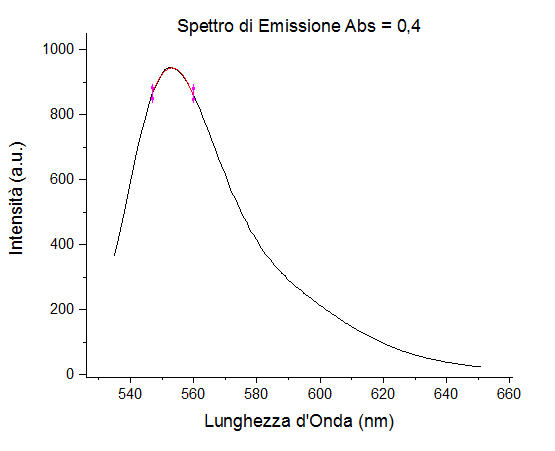 Spettro di Emissione Abs = 0,4
1000
800
600
400
200
0
Intensità (a.u.)
540 560 580 600 620 640 660
Lunghezza d'Onda (nm)